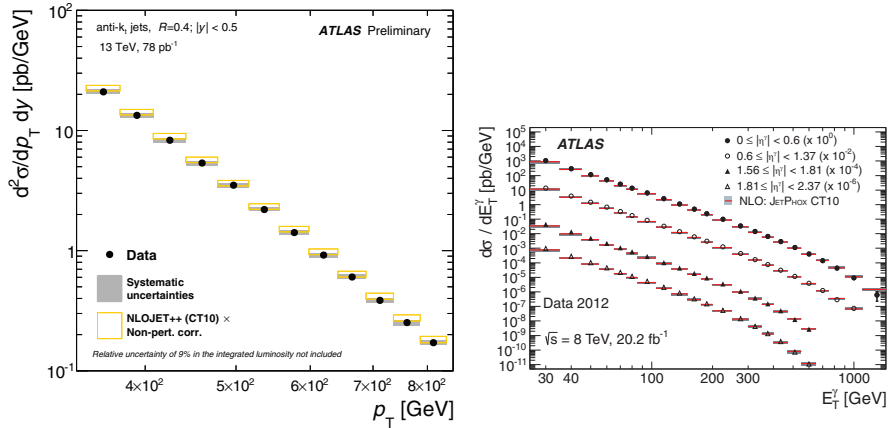 anti-kₜ jets, R=0.4; |y| < 0.5
ATLAS Preliminary
13 TeV, 78 pb⁻¹
d²σ/dp_T dy [pb/GeV]
10²
10
1
10⁻¹
Data
Systematic
uncertainties
NLOJET++ (CT10) ×
Non-pert. corr.
Relative uncertainty of 9% in the integrated luminosity not included
4×10² 5×10² 6×10² 7×10² 8×10²
p_T [GeV]
ATLAS
0 ≤ |η^γ| < 0.6 (x 10⁰)
0.6 ≤ |η^γ| < 1.37 (x 10⁻²)
1.56 ≤ |η^γ| < 1.81 (x 10⁻⁴)
1.81 ≤ |η^γ| < 2.37 (x 10⁻⁶)
NLO: JETPHOX CT10
dσ / dE_T^γ [pb/GeV]
10⁵
10⁴
10³
10²
10
1
10⁻¹
10⁻²
10⁻³
10⁻⁴
10⁻⁵
10⁻⁶
10⁻⁷
10⁻⁸
10⁻⁹
10⁻¹⁰
10⁻¹¹
Data 2012
√s = 8 TeV, 20.2 fb⁻¹
30 40 100 200 300 1000
E_T^γ [GeV]